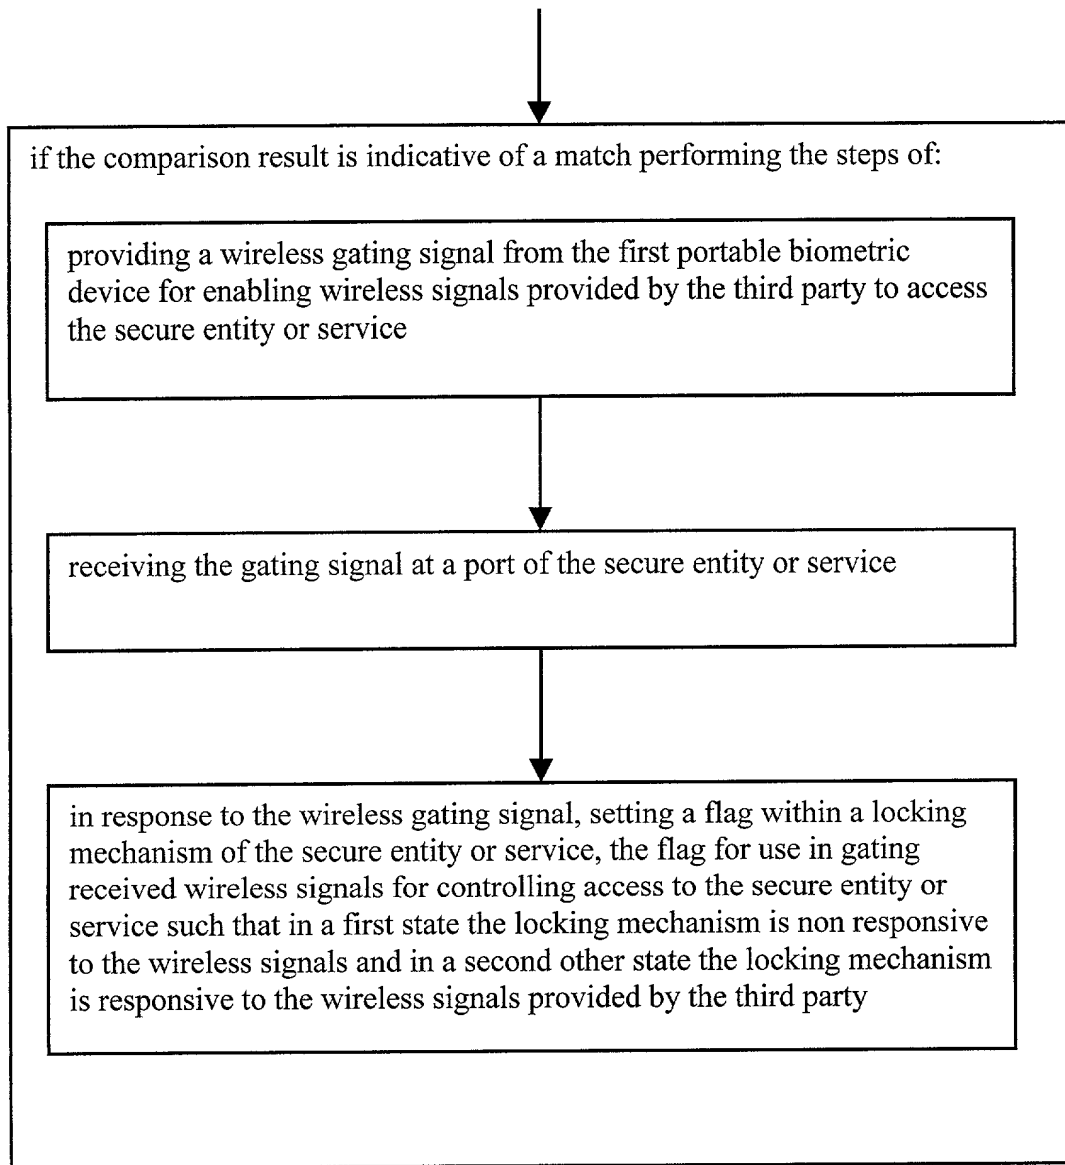 if the comparison result is indicative of a match performing the steps of:
providing a wireless gating signal from the first portable biometric
device for enabling wireless signals provided by the third party to access
the secure entity or service
receiving the gating signal at a port of the secure entity or service
in response to the wireless gating signal, setting a flag within a locking
mechanism of the secure entity or service, the flag for use in gating
received wireless signals for controlling access to the secure entity or
service such that in a first state the locking mechanism is non responsive
to the wireless signals and in a second other state the locking mechanism
is responsive to the wireless signals provided by the third party